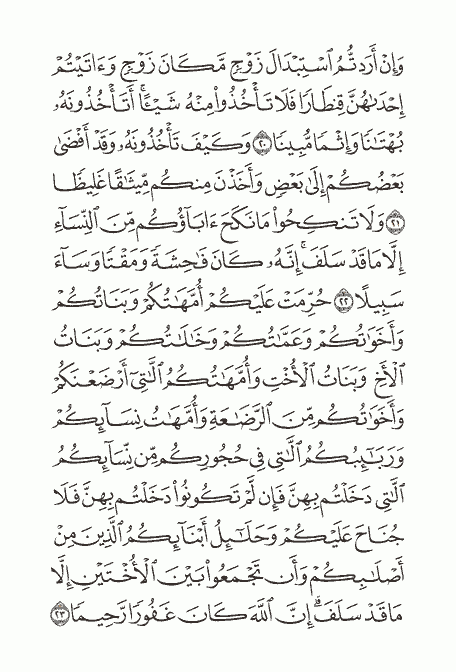 وَإِنْ أَرَدتُّمُ ٱسْتِبْدَالَ زَوْجٍ مَّكَانَ زَوْجٍ وَءَاتَيْتُمْ
إِحْدَىٰهُنَّ قِنطَارًا فَلَا تَأْخُذُوا۟ مِنْهُ شَيْـًٔا ۚ أَتَأْخُذُونَهُۥ
بُهْتَـٰنًا وَإِثْمًا مُّبِينًا ٢٠ وَكَيْفَ تَأْخُذُونَهُۥ وَقَدْ أَفْضَىٰ
بَعْضُكُمْ إِلَىٰ بَعْضٍ وَأَخَذْنَ مِنكُم مِّيثَـٰقًا غَلِيظًا
٢١ وَلَا تَنكِحُوا۟ مَا نَكَحَ ءَابَآؤُكُم مِّنَ ٱلنِّسَآءِ
إِلَّا مَا قَدْ سَلَفَ ۚ إِنَّهُۥ كَانَ فَـٰحِشَةً وَمَقْتًا وَسَآءَ
سَبِيلًا ٢٢ حُرِّمَتْ عَلَيْكُمْ أُمَّهَـٰتُكُمْ وَبَنَاتُكُمْ
وَأَخَوَٰتُكُمْ وَعَمَّـٰتُكُمْ وَخَـٰلَـٰتُكُمْ وَبَنَاتُ
ٱلْأَخِ وَبَنَاتُ ٱلْأُخْتِ وَأُمَّهَـٰتُكُمُ ٱلَّـٰتِىٓ أَرْضَعْنَكُمْ
وَأَخَوَٰتُكُم مِّنَ ٱلرَّضَـٰعَةِ وَأُمَّهَـٰتُ نِسَآئِكُمْ
وَرَبَـٰٓئِبُكُمُ ٱلَّـٰتِى فِى حُجُورِكُم مِّن نِّسَآئِكُمُ
ٱلَّـٰتِى دَخَلْتُم بِهِنَّ فَإِن لَّمْ تَكُونُوا۟ دَخَلْتُم بِهِنَّ فَلَا
جُنَاحَ عَلَيْكُمْ وَحَلَـٰٓئِلُ أَبْنَآئِكُمُ ٱلَّذِينَ مِنْ
أَصْلَـٰبِكُمْ وَأَن تَجْمَعُوا۟ بَيْنَ ٱلْأُخْتَيْنِ إِلَّا
مَا قَدْ سَلَفَ ۗ إِنَّ ٱللَّهَ كَانَ غَفُورًا رَّحِيمًا ٢٣